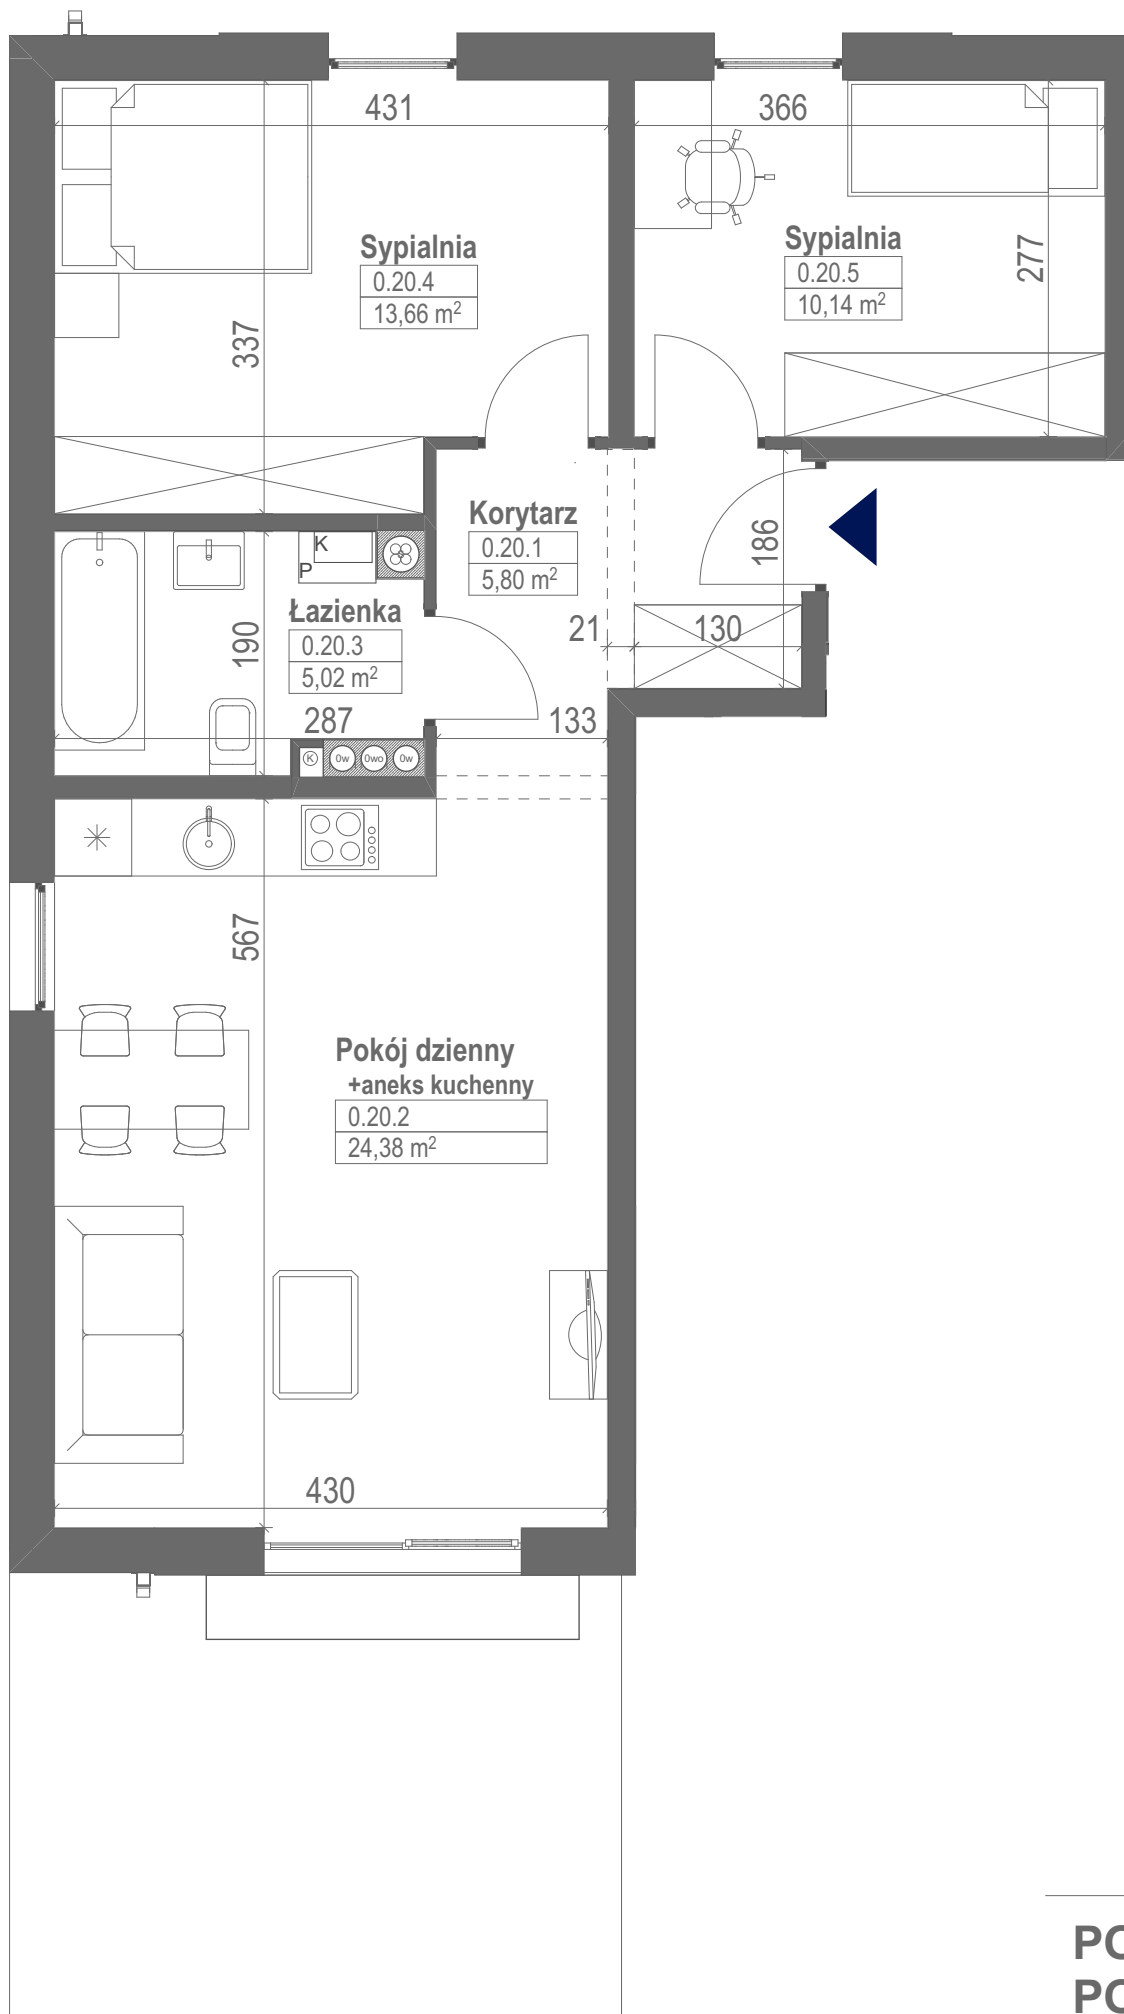 431
366
Sypialnia
0.20.4
13,66 m²
337
Sypialnia
0.20.5
10,14 m²
277
Korytarz
0.20.1
5,80 m²
186
K
P
Łazienka
0.20.3
5,02 m²
190
21
130
287
133
K
0w
0wo
0w
567
Pokój dzienny
+aneks kuchenny
0.20.2
24,38 m²
430
PO
PO